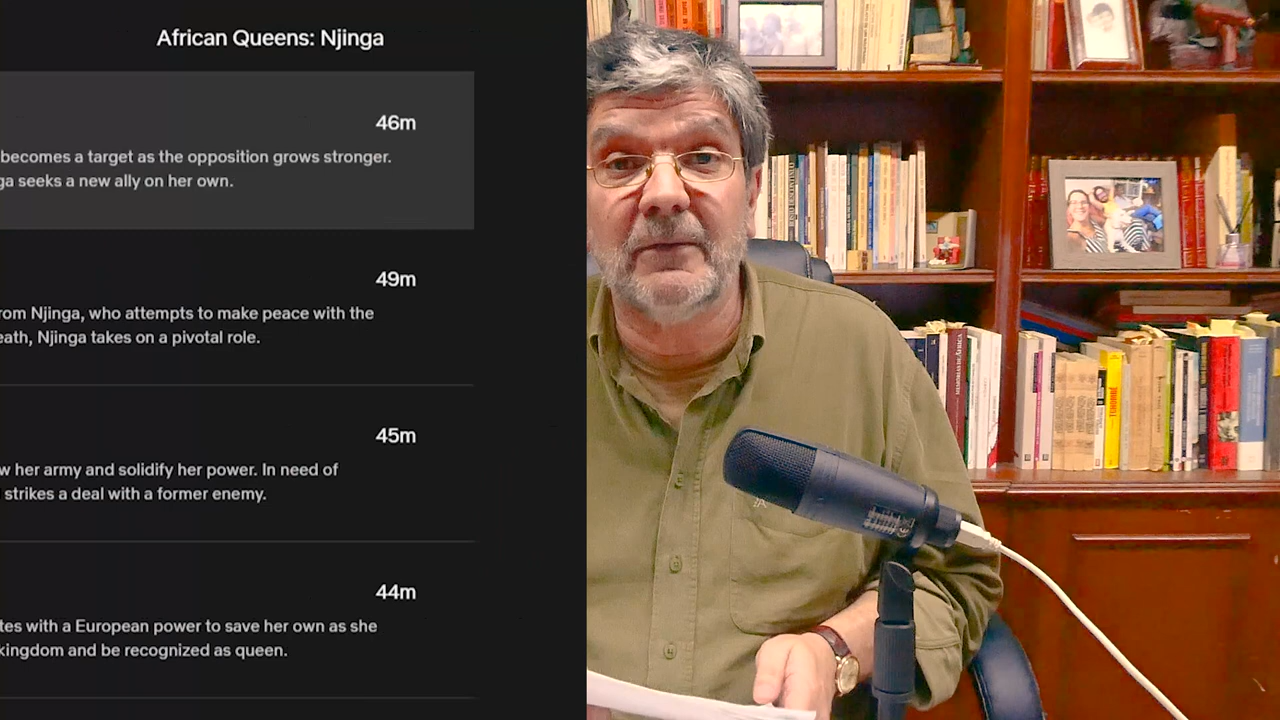 African Queens: Njinga
46m
becomes a target as the opposition grows stronger.
ga seeks a new ally on her own.
49m
rom Njinga, who attempts to make peace with the
eath, Njinga takes on a pivotal role.
45m
w her army and solidify her power. In need of
strikes a deal with a former enemy.
44m
tes with a European power to save her own as she
kingdom and be recognized as queen.